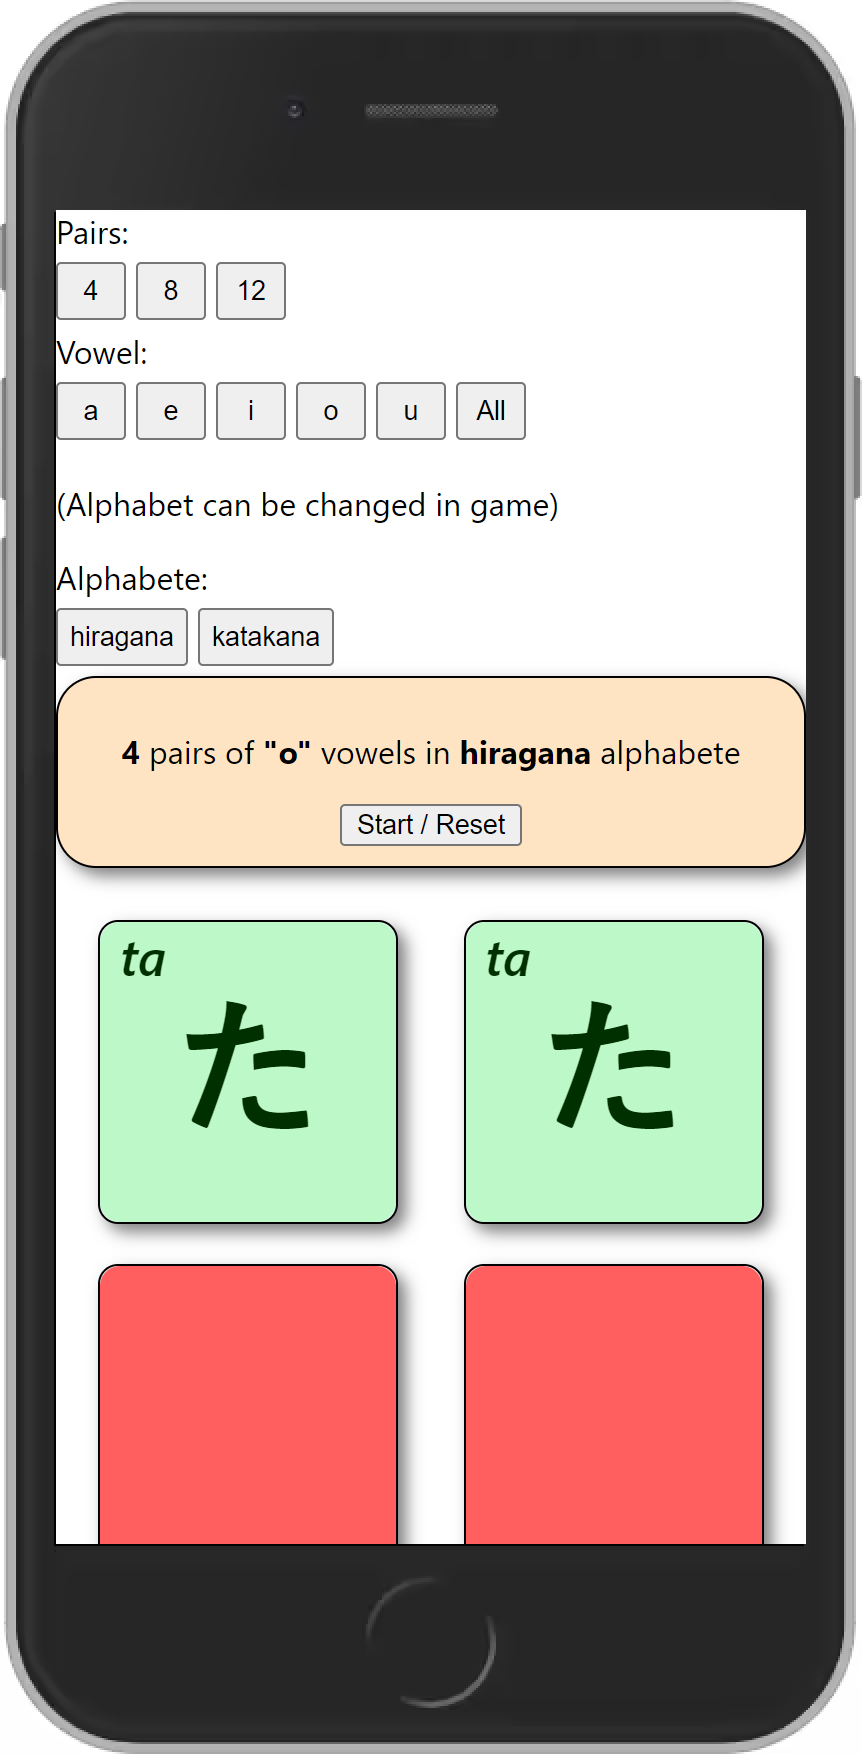 Pairs:
4 8 12
Vowel:
a e i o u All
(Alphabet can be changed in game)
Alphabete:
hiragana katakana
4 pairs of "o" vowels in hiragana alphabete
Start / Reset
ta ta
た た